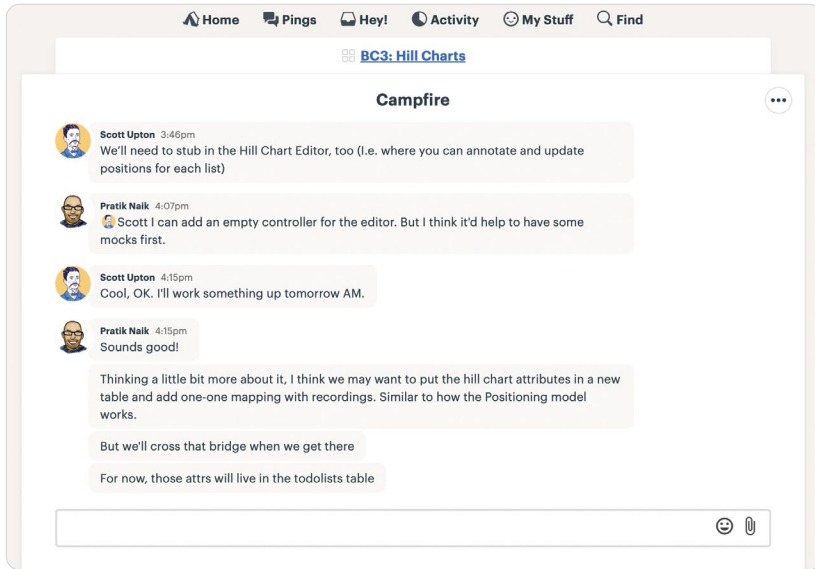 Home Pings Hey! Activity My Stuff Find
BC3: Hill Charts
Campfire
Scott Upton 3:46pm
We'll need to stub in the Hill Chart Editor, too (I.e. where you can annotate and update
positions for each list)
Pratik Naik 4:07pm
Scott I can add an empty controller for the editor. But I think it'd help to have some
mocks first.
Scott Upton 4:15pm
Cool, OK. I'll work something up tomorrow AM.
Pratik Naik 4:15pm
Sounds good!
Thinking a little bit more about it, I think we may want to put the hill chart attributes in a new
table and add one-one mapping with recordings. Similar to how the Positioning model
works.
But we'll cross that bridge when we get there
For now, those attrs will live in the todolists table